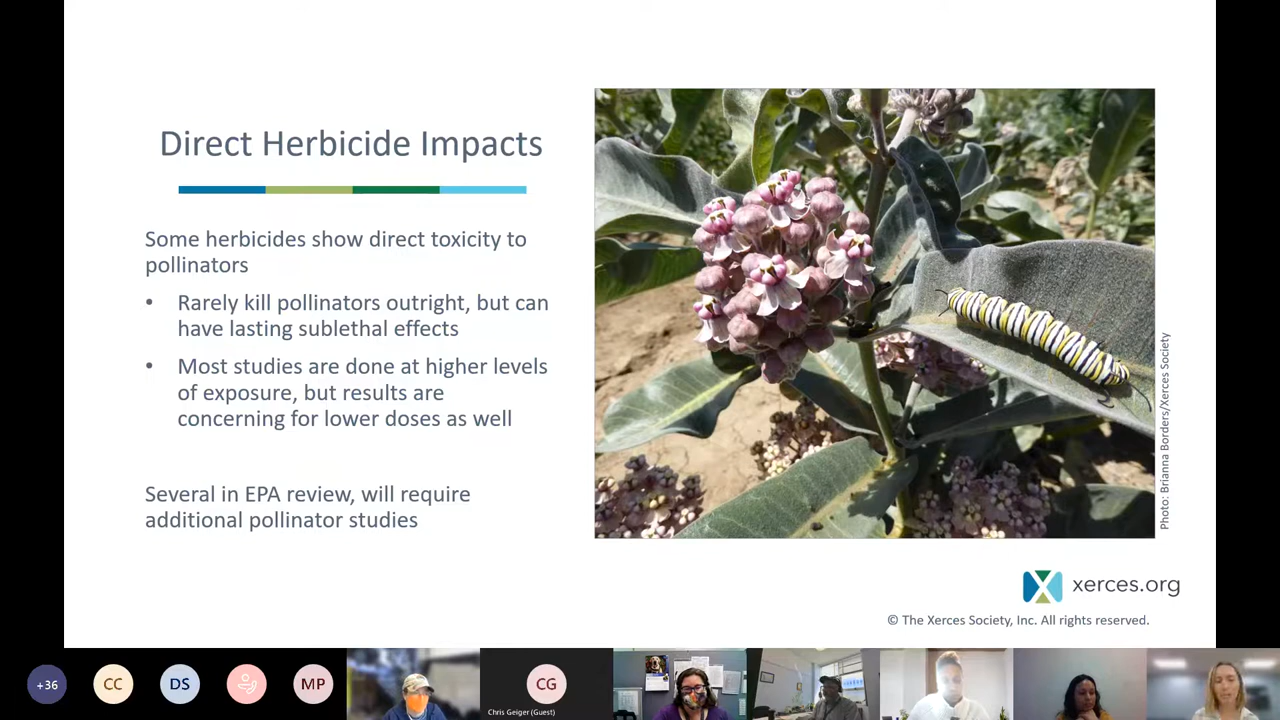 Direct Herbicide Impacts
Some herbicides show direct toxicity to
pollinators
• Rarely kill pollinators outright, but can
have lasting sublethal effects
• Most studies are done at higher levels
of exposure, but results are
concerning for lower doses as well
Several in EPA review, will require
additional pollinator studies
Photo: Brianna Borders/Xerces Society
xerces.org
© The Xerces Society, Inc. All rights reserved.
+36
CC
DS
MP
CG
Chris Geiger (Guest)